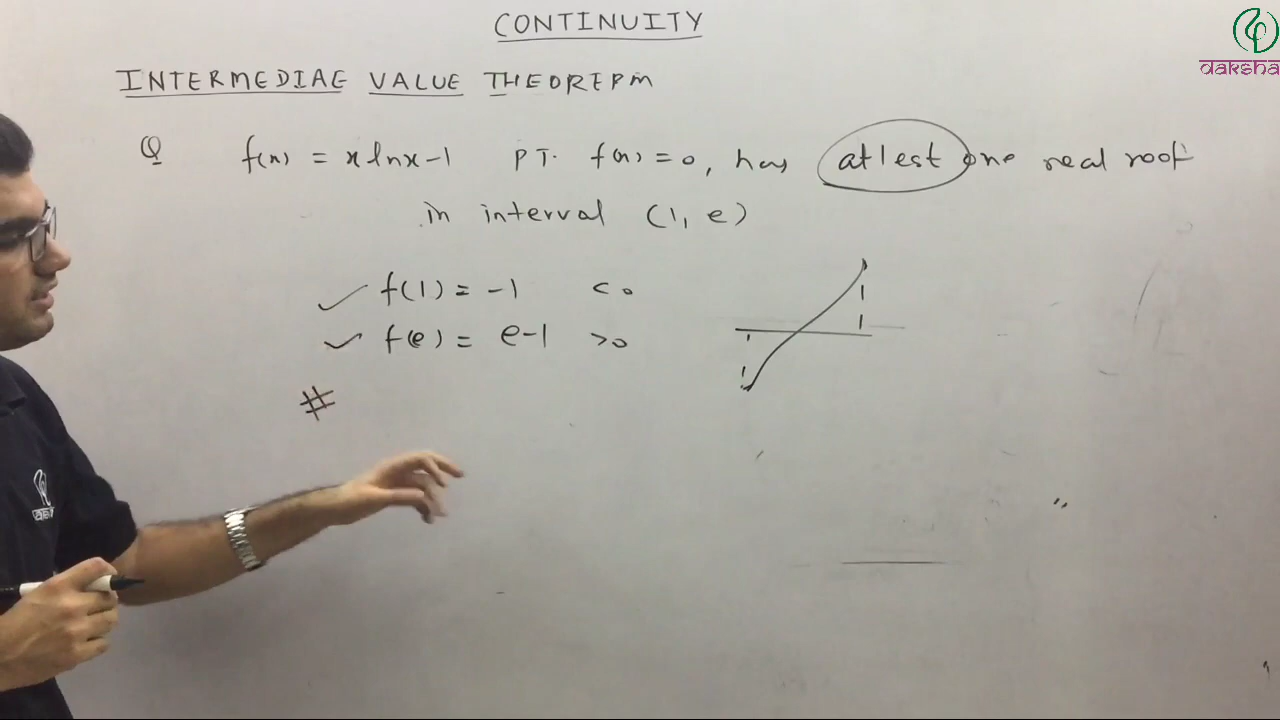 CONTINUITY
daksha
INTERMEDIAE VALUE THEOREPM
Q f(x) = x lnx-1 PT. f(x) = 0, has atlest one real root
in interval (1, e)
f(1) = -1 < 0
f(e) = e-1 >0
#